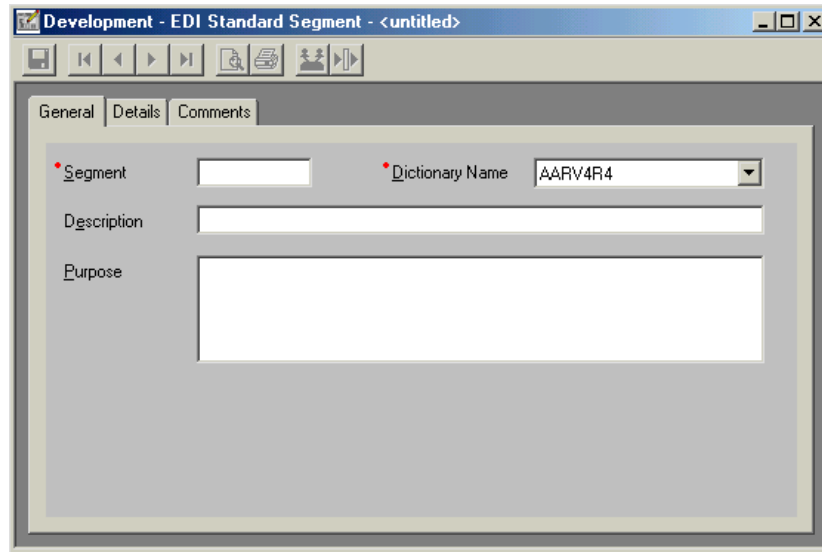 Development - EDI Standard Segment - <untitled>
General Details Comments
Segment Dictionary Name AARV4R4
Description
Purpose